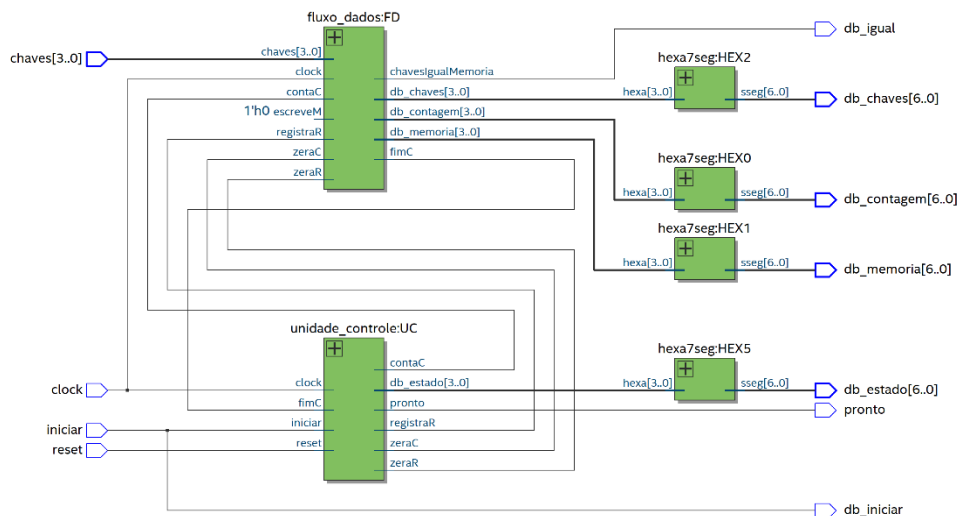 fluxo_dados:FD
chaves[3..0]
chaves[3..0]
clock
contaC
1'h0 escreveM
registraR
zeraC
zeraR
chavesIgualMemoria
db_chaves[3..0]
db_contagem[3..0]
db_memoria[3..0]
fimC
db_igual
hexa7seg:HEX2
hexa[3..0]
sseg[6..0]
db_chaves[6..0]
hexa7seg:HEX0
hexa[3..0]
sseg[6..0]
db_contagem[6..0]
hexa7seg:HEX1
hexa[3..0]
sseg[6..0]
db_memoria[6..0]
unidade_controle:UC
clock
iniciar
reset
clock
fimC
iniciar
reset
contaC
db_estado[3..0]
pronto
registraR
zeraC
zeraR
hexa7seg:HEX5
hexa[3..0]
sseg[6..0]
db_estado[6..0]
pronto
db_iniciar